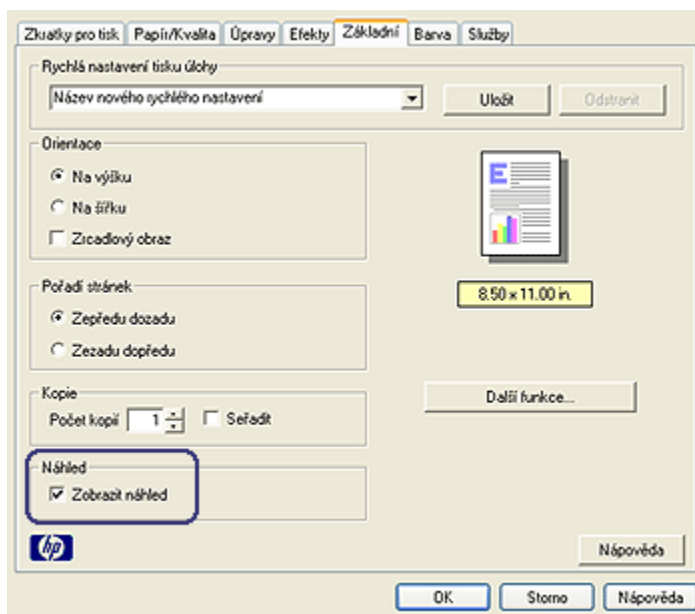 Zkratky pro tisk Papír/Kvalita Úpravy Efekty Základní Barva Služby
Rychlá nastavení tisku úlohy
Název nového rychlého nastavení Uložit Odstranit
Orientace
Na výšku
Na šířku
Zrcadlový obraz
E
8.50 x 11.00 in.
Pořadí stránek
Zepředu dozadu
Zezadu dopředu
Další funkce...
Kopie
Počet kopií 1 Seřadit
Náhled
Zobrazit náhled
hp
Nápověda
OK Storno Nápověda